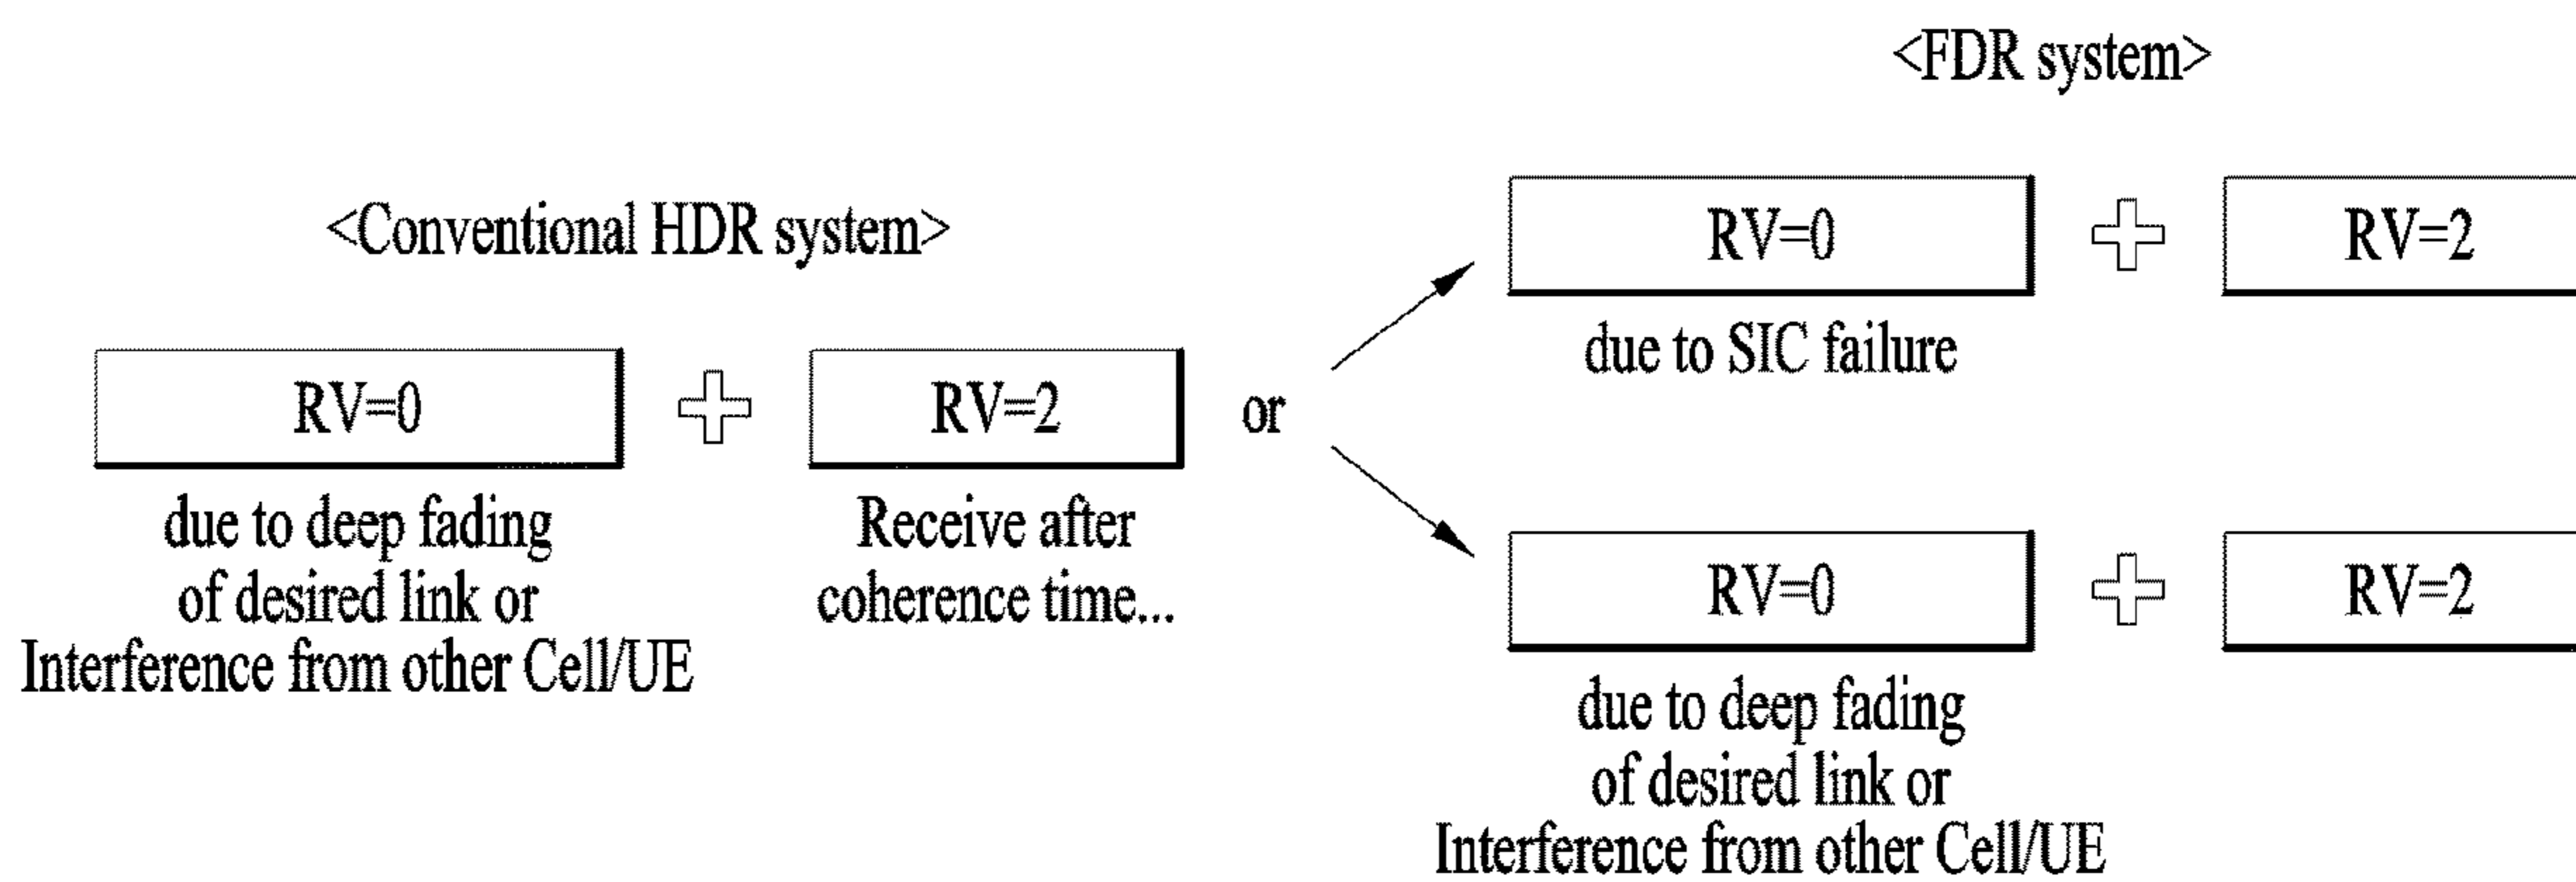 <Conventional HDR system>
RV=0
RV=2
due to deep fading
of desired link or
Interference from other Cell/UE
Receive after
coherence time...
or
<FDR system>
RV=0
RV=2
due to SIC failure
RV=0
RV=2
due to deep fading
of desired link or
Interference from other Cell/UE